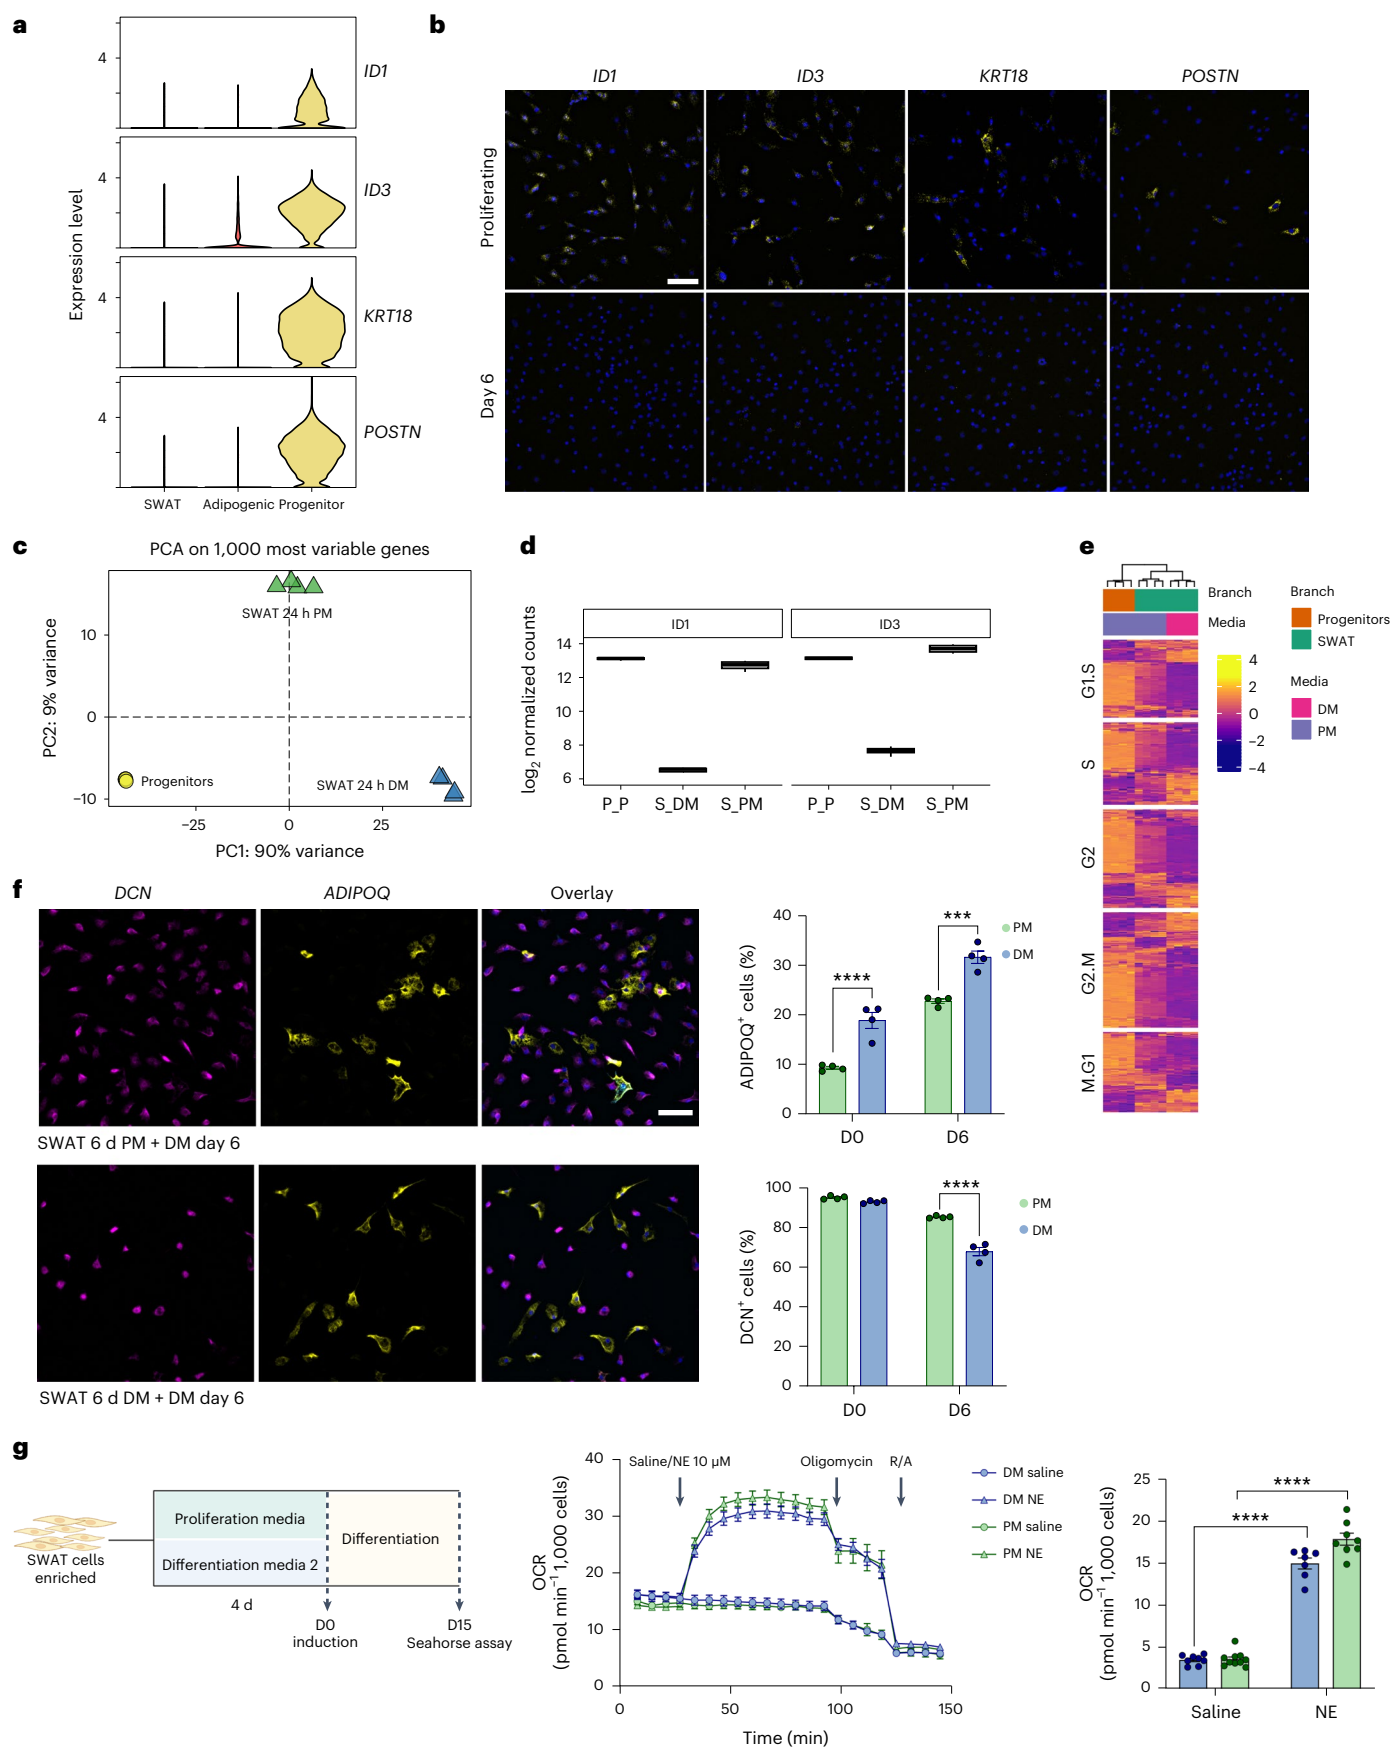 a
4
ID1
4
ID3
4
KRT18
4
POSTN
Expression level
SWAT
Adipogenic
Progenitor
b
ID1
ID3
KRT18
POSTN
Proliferating
Day 6
c
PCA on 1,000 most variable genes
SWAT 24 h PM
Progenitors
SWAT 24 h DM
10
0
−10
PC2: 9% variance
−25
0
25
PC1: 90% variance
d
ID1
ID3
14
12
10
8
6
log2 normalized counts
P_P
S_DM
S_PM
P_P
S_DM
S_PM
e
Branch
Media
G1.S
S
G2
G2.M
M.G1
4
2
0
−2
−4
Branch
Progenitors
SWAT
Media
DM
PM
f
DCN
ADIPOQ
Overlay
SWAT 6 d PM + DM day 6
SWAT 6 d DM + DM day 6
40
30
20
10
0
ADIPOQ+ cells (%)
****
***
PM
DM
D0
D6
100
80
60
40
20
0
DCN+ cells (%)
****
PM
DM
D0
D6
g
SWAT cells
enriched
Proliferation media
Differentiation media 2
Differentiation
4 d
D0
induction
D15
Seahorse assay
40
30
20
10
0
OCR
(pmol min−1 1,000 cells)
Saline/NE 10 µM
Oligomycin
R/A
0
50
100
150
Time (min)
DM saline
DM NE
PM saline
PM NE
25
20
15
10
5
0
OCR
(pmol min−1 1,000 cells)
****
****
Saline
NE